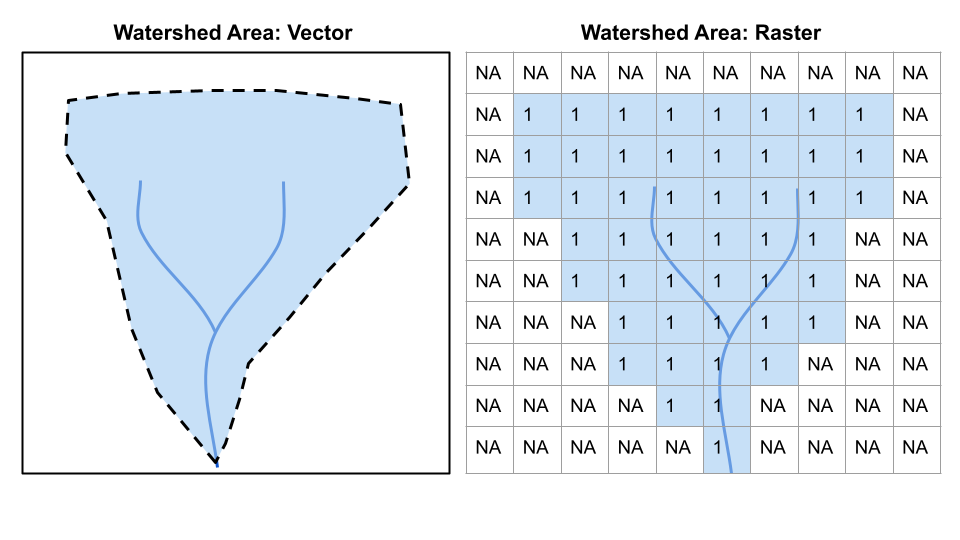 Watershed Area: Vector
Watershed Area: Raster
NA NA NA NA NA NA NA NA NA NA
NA 1 1 1 1 1 1 1 1 NA
NA 1 1 1 1 1 1 1 1 NA
NA 1 1 1 1 1 1 1 1 NA
NA NA 1 1 1 1 1 1 NA NA
NA NA 1 1 1 1 1 1 NA NA
NA NA NA 1 1 1 1 1 NA NA
NA NA NA 1 1 1 1 NA NA NA
NA NA NA NA 1 1 NA NA NA NA
NA NA NA NA NA 1 NA NA NA NA